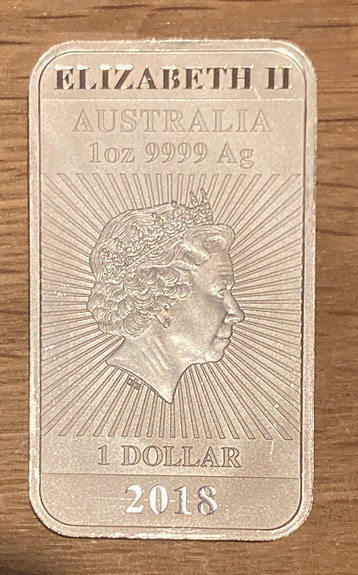 ELIZABETH II
AUSTRALIA
1oz 9999 Ag
1 DOLLAR
2018